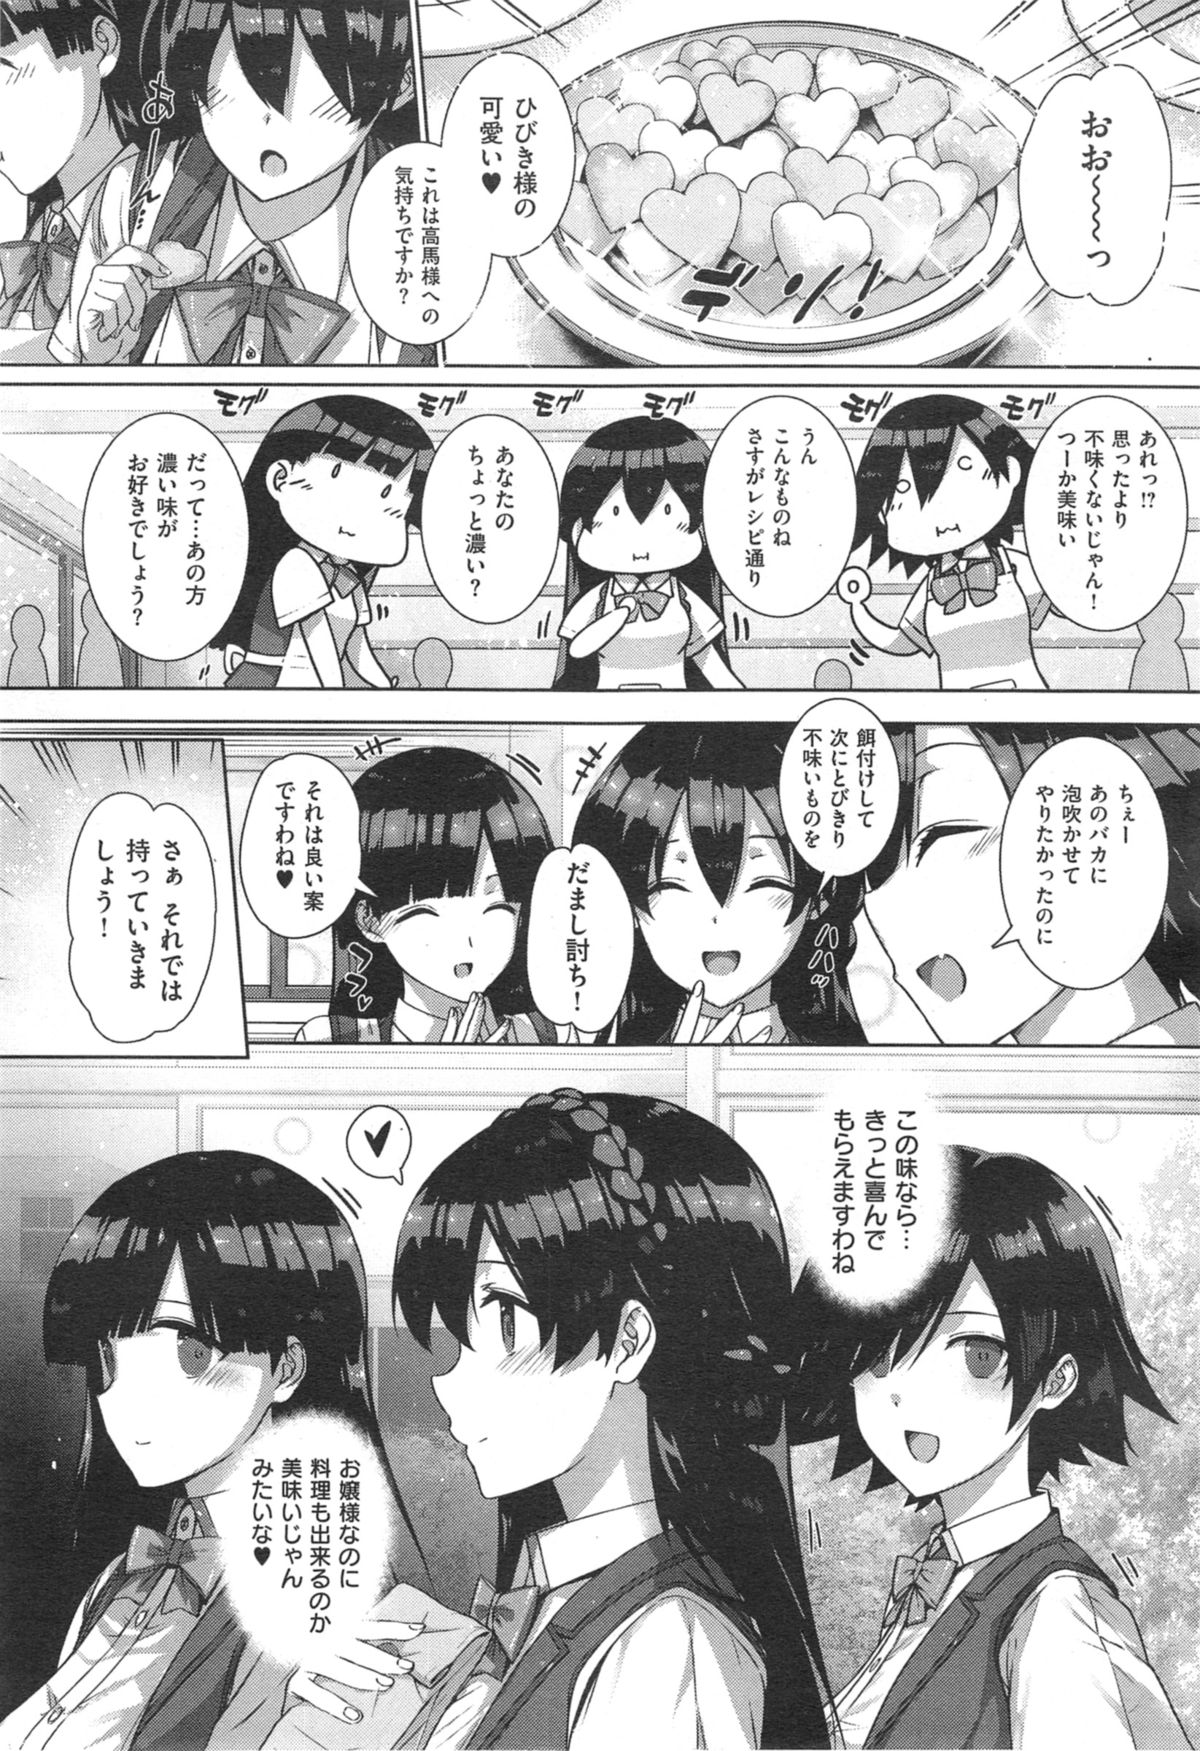 おお〜〜〜っ
デ
ン!
ひびき様の
可愛い♥
これは高馬様への
気持ちですか?
あ〜…
モグ
モグ
モグ
モグ
モグ
あれっ!?
思ったより
不味くないじゃん!
つーか美味い
うん
こんなものね
さすがレシピ通り
あなたの
ちょっと濃い?
だって…あの方
濃い味が
お好きでしょう?
ちぇー
あのバカに
泡吹かせて
やりたかったのに
餌付けして
次にとびきり
不味いものを
ハハハッ
だまし討ち!
それは良い案
ですわね♥
さぁ それでは
持っていきま
しょう!
この味なら…
きっと喜んで
もらえますわね
お嬢様なのに
料理も出来るのか
美味いじゃん
みたいな♥